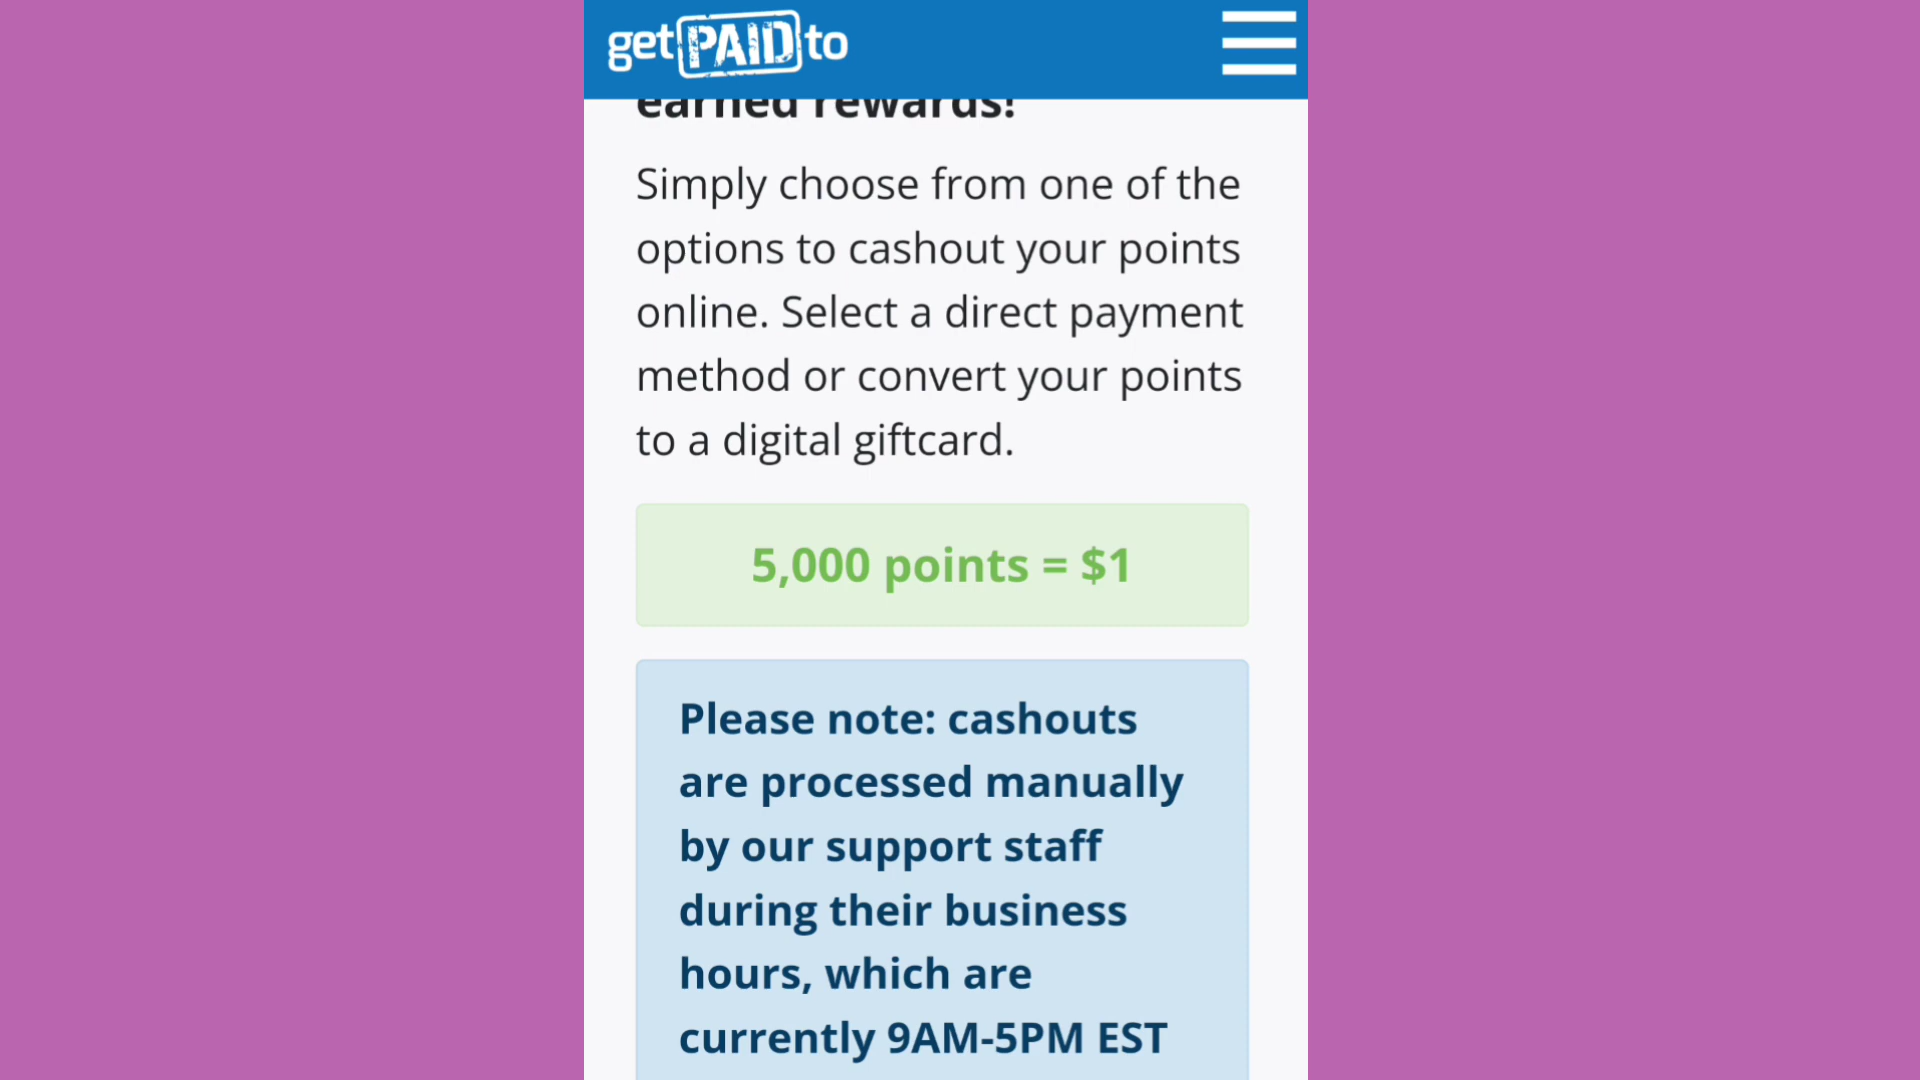 getPAIDto
earned rewards!
Simply choose from one of the
options to cashout your points
online. Select a direct payment
method or convert your points
to a digital giftcard.
5,000 points = $1
Please note: cashouts
are processed manually
by our support staff
during their business
hours, which are
currently 9AM-5PM EST